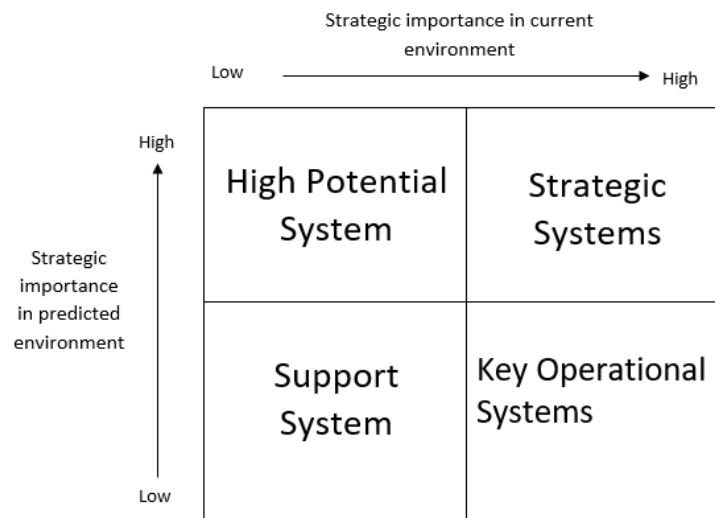 Strategic importance in current
environment
Low
High
High
High Potential
System
Strategic
Systems
Strategic
importance
in predicted
environment
Support
System
Key Operational
Systems
Low